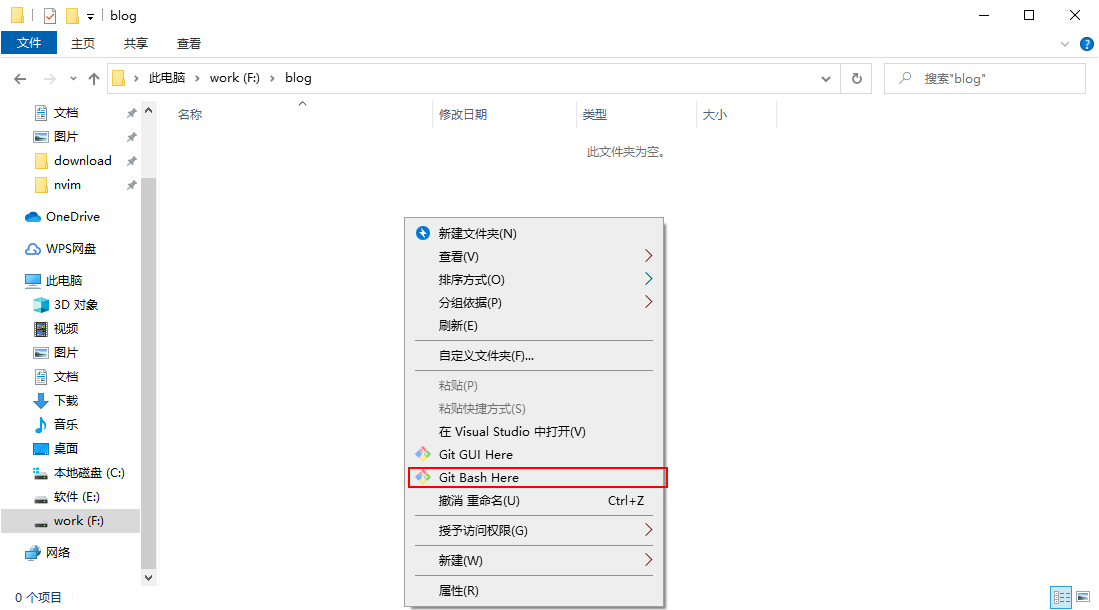 blog
文件 主页 共享 查看
此电脑 work (F:) blog
搜索"blog"
名称 修改日期 类型 大小
此文件夹为空。
文档
图片
download
nvim
OneDrive
WPS网盘
此电脑
3D 对象
视频
图片
文档
下载
音乐
桌面
本地磁盘 (C:)
软件 (E:)
work (F:)
网络
新建文件夹(N)
查看(V)
排序方式(O)
分组依据(P)
刷新(E)
自定义文件夹(F)...
粘贴(P)
粘贴快捷方式(S)
在 Visual Studio 中打开(V)
Git GUI Here
Git Bash Here
撤消 重命名(U) Ctrl+Z
授予访问权限(G)
新建(W)
属性(R)
0 个项目